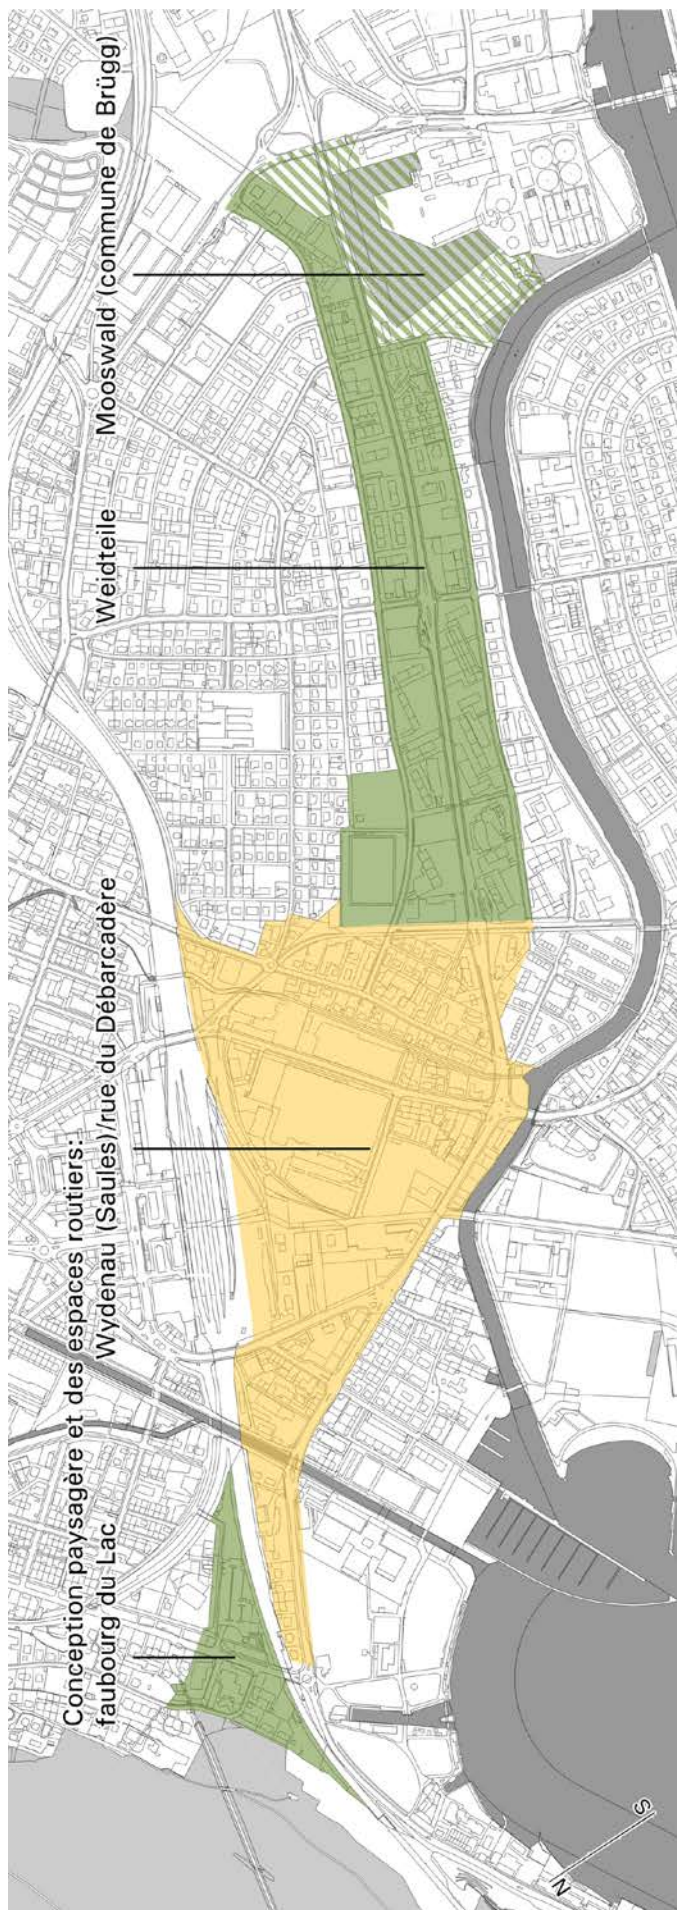 Conception paysagère et des espaces routiers:
faubourg du Lac
Wydenau (Saules)/rue du Débarcadère
Weidteile
Mooswald (commune de Brügg)
N
S